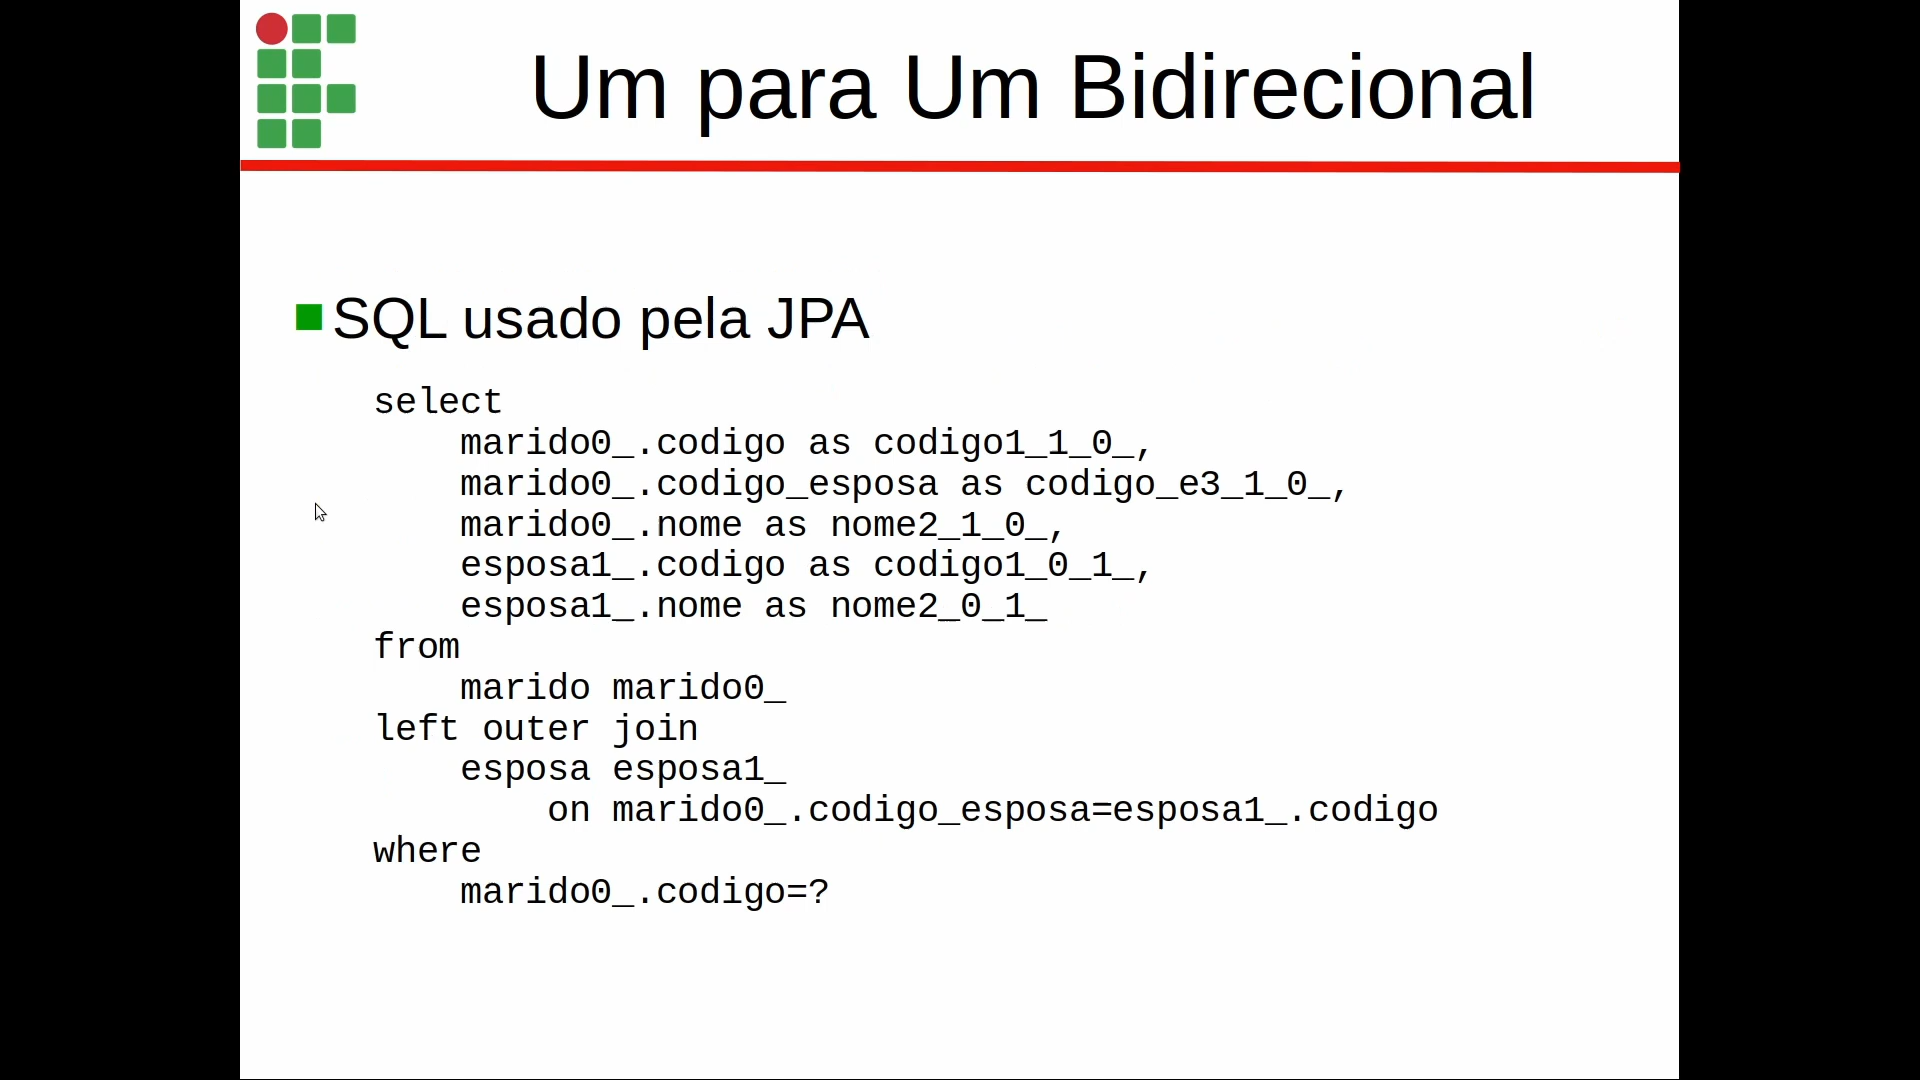 Um para Um Bidirecional
SQL usado pela JPA
select
marido0_.codigo as codigo1_1_0_,
marido0_.codigo_esposa as codigo_e3_1_0_,
marido0_.nome as nome2_1_0_,
esposa1_.codigo as codigo1_0_1_,
esposa1_.nome as nome2_0_1_
from
marido marido0_
left outer join
esposa esposa1_
on marido0_.codigo_esposa=esposa1_.codigo
where
marido0_.codigo=?